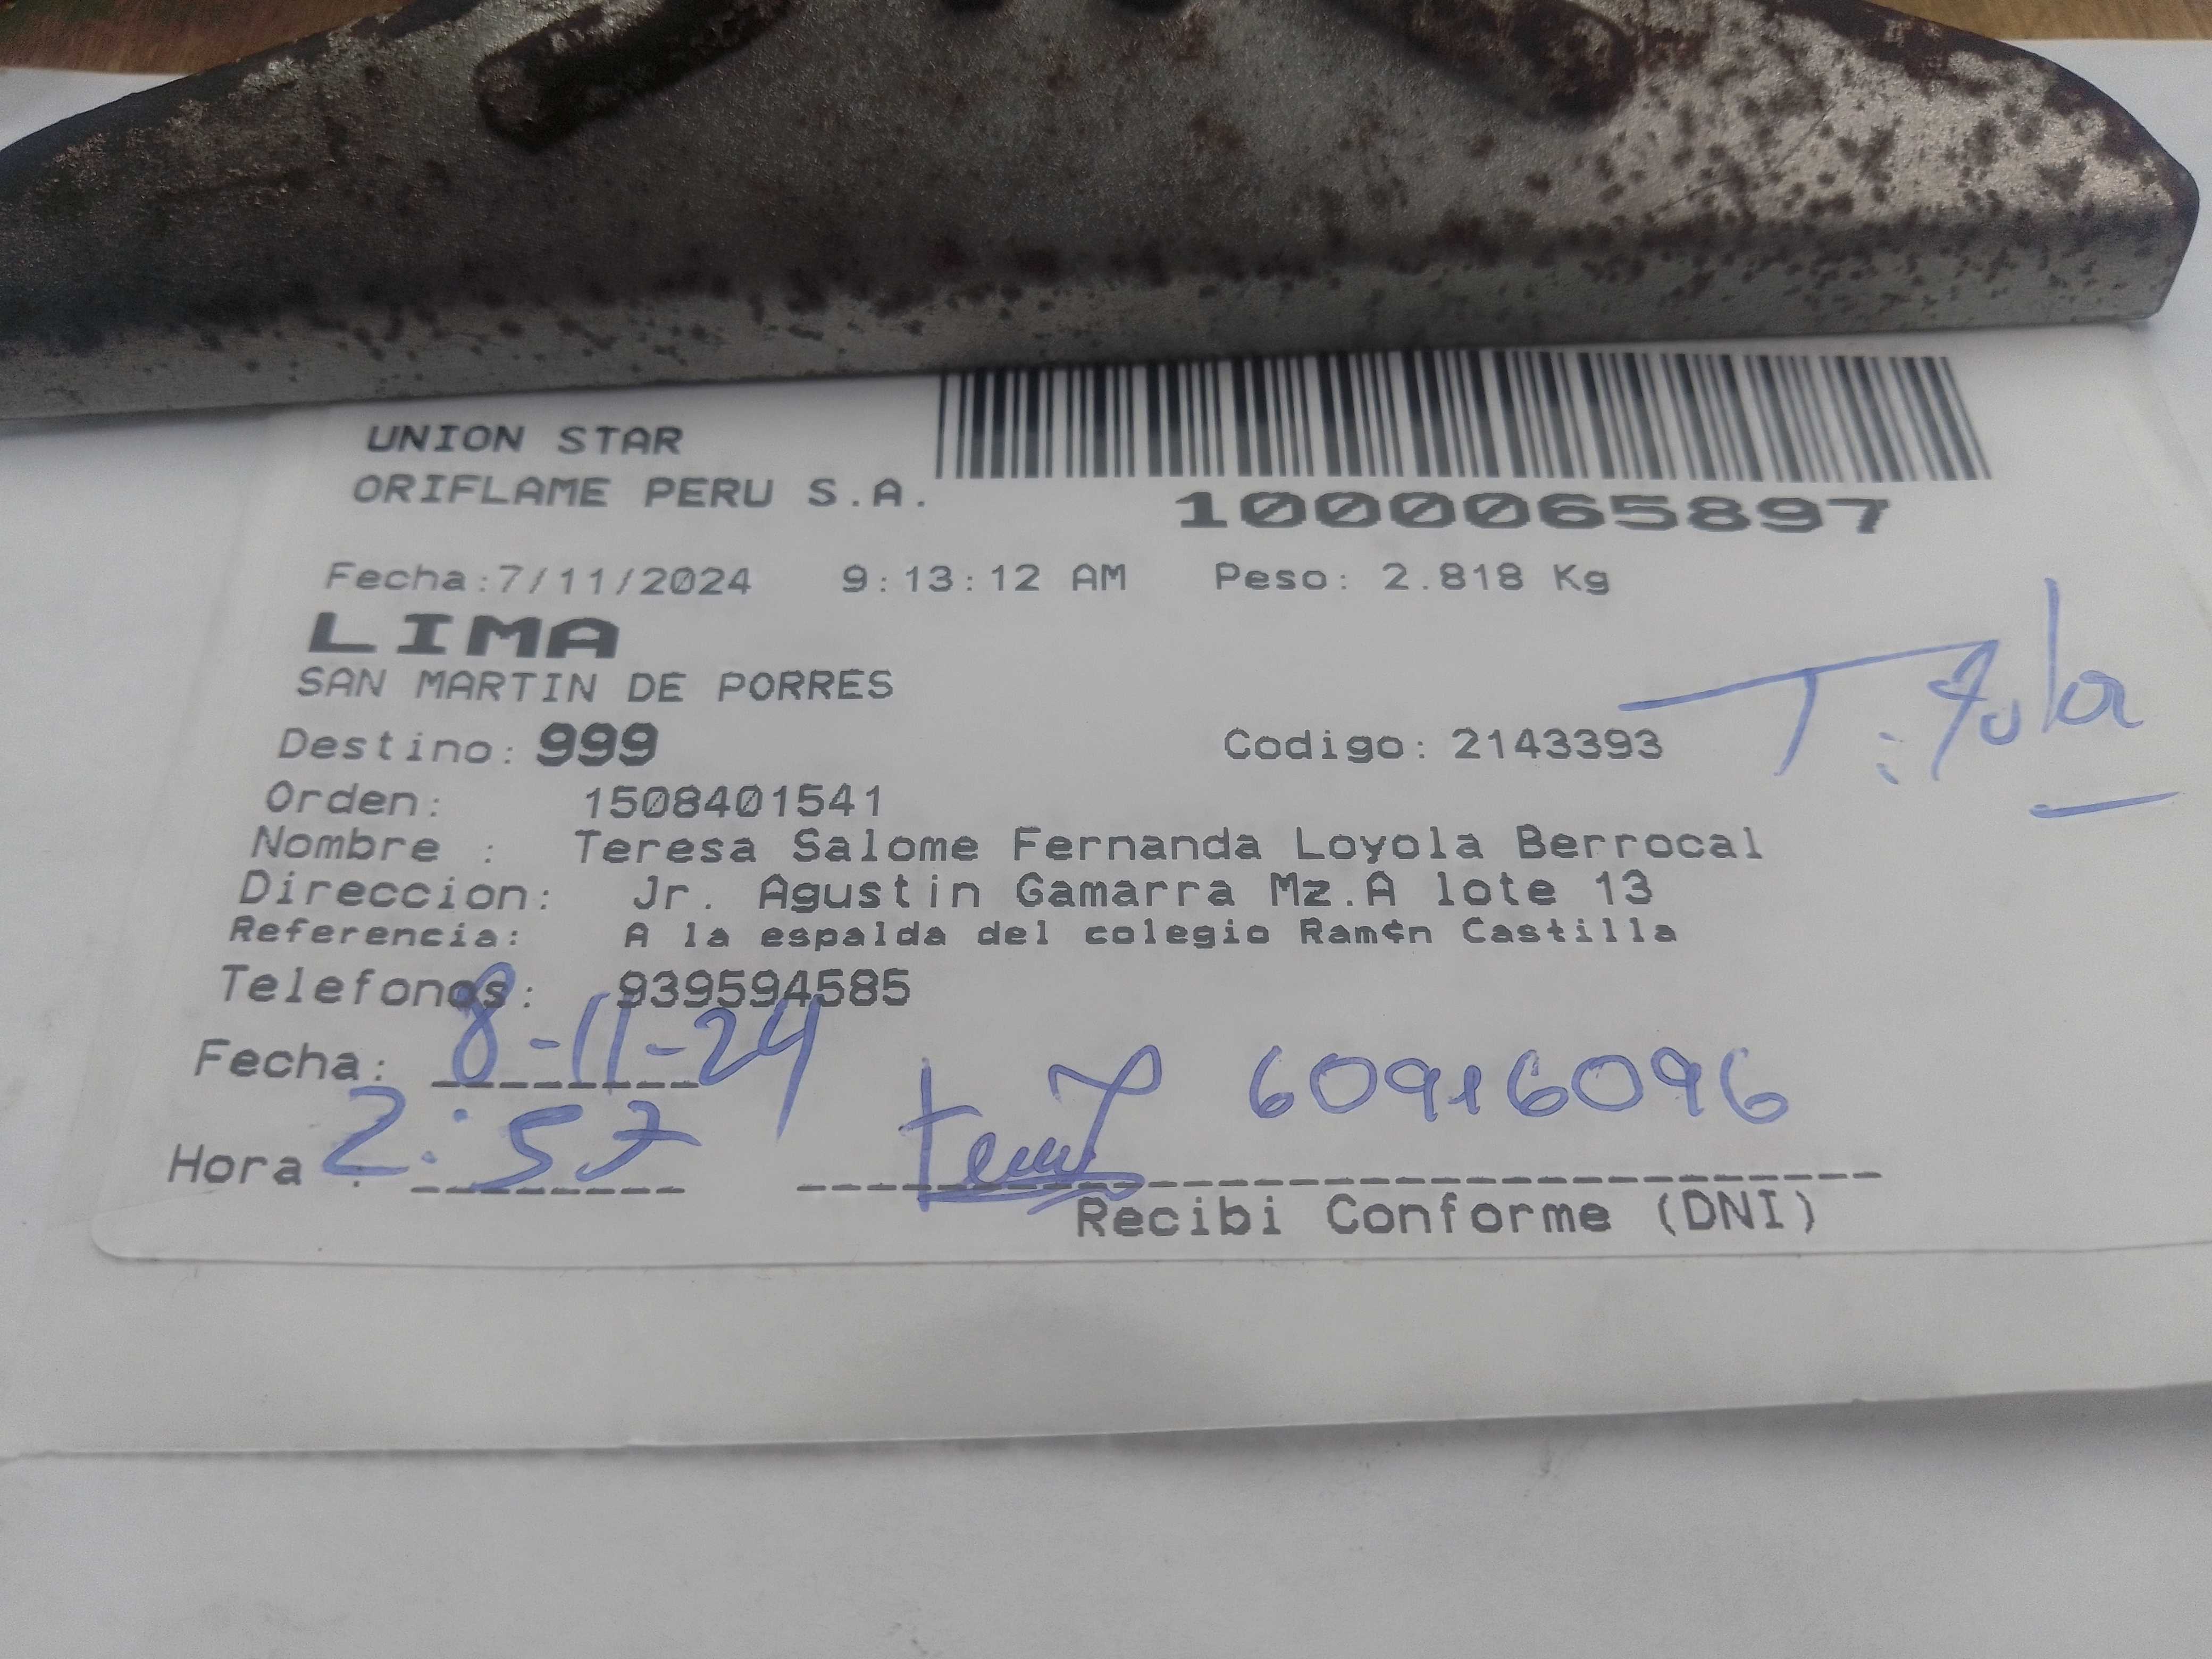 UNION STAR
ORIFLAME PERU S.A.
1000065897
Fecha:7/11/2024 9:13:12 AM Peso: 2.818 Kg
LIMA
SAN MARTIN DE PORRES
Titular
Destino: 999 Codigo: 2143393
Orden: 1508401541
Nombre : Teresa Salome Fernanda Loyola Berrocal
Direccion: Jr. Agustin Gamarra Mz.A lote 13
Referencia: A la espalda del colegio Ram¢n Castilla
Telefonos: 939594585
Fecha: 8-11-24
60916096
Hora : 2:57
Recibi Conforme (DNI)